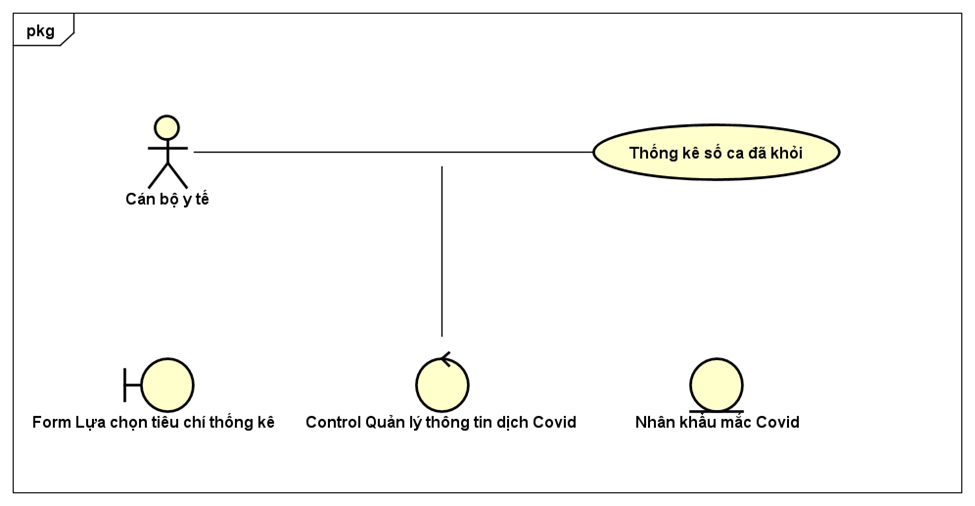 pkg
Thống kê số ca đã khỏi
Cán bộ y tế
Form Lựa chọn tiêu chí thống kê
Control Quản lý thông tin dịch Covid
Nhân khẩu mắc Covid